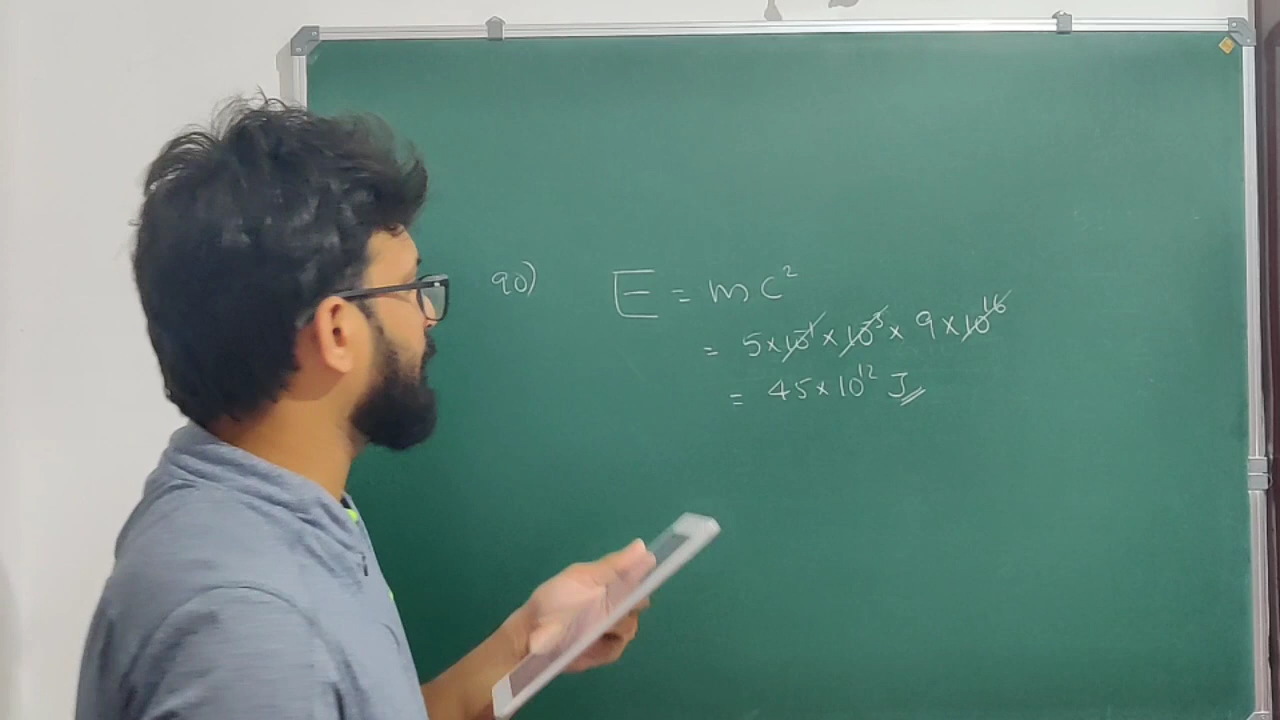 90) E = mc²
= 5×10⁻¹×10⁻³×9×10¹⁶
= 45×10¹² J